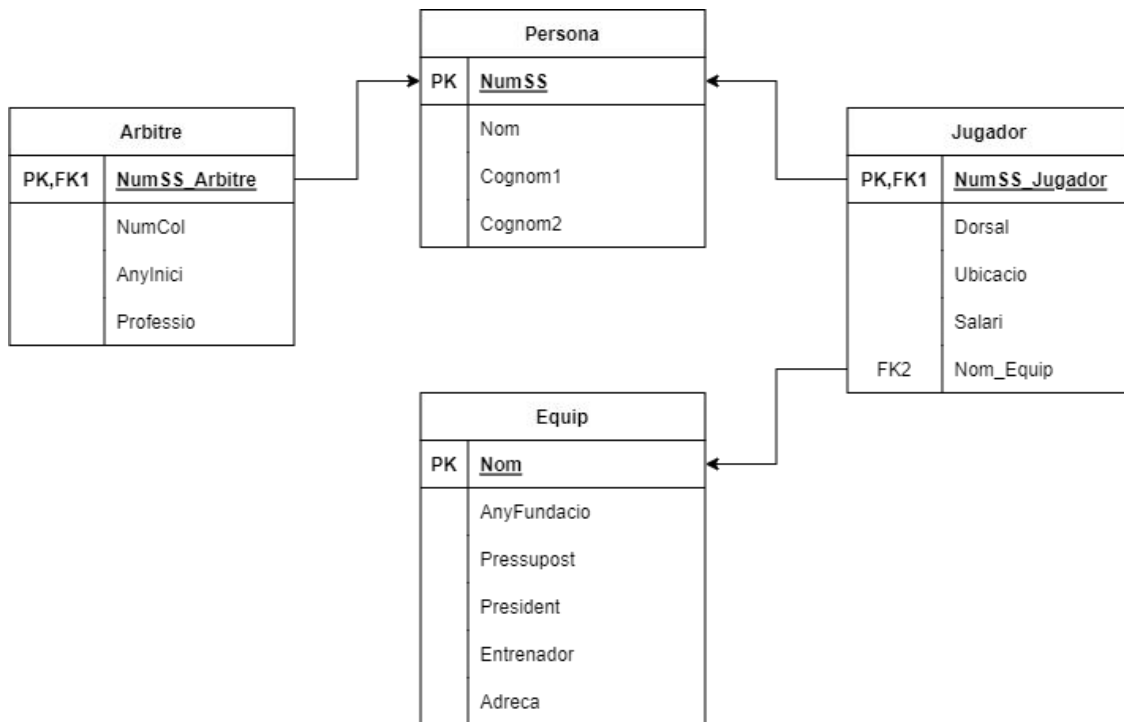 Persona
PK NumSS
Nom
Cognom1
Cognom2
Arbitre
PK,FK1 NumSS_Arbitre
NumCol
AnyInici
Professio
Jugador
PK,FK1 NumSS_Jugador
Dorsal
Ubicacio
Salari
FK2 Nom_Equip
Equip
PK Nom
AnyFundacio
Pressupost
President
Entrenador
Adreca